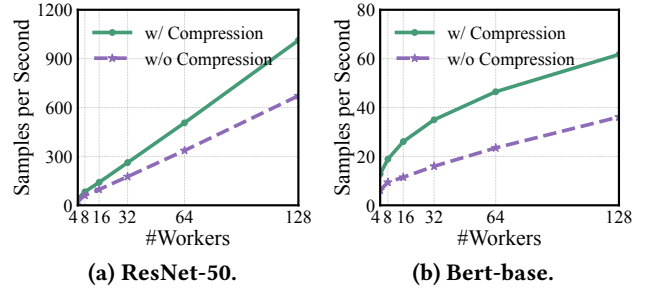 1200
900
600
300
0
Samples per Second
w/ Compression
w/o Compression
4 8 16 32 64 128
#Workers
(a) ResNet-50.
80
60
40
20
0
Samples per Second
w/ Compression
w/o Compression
4 8 16 32 64 128
#Workers
(b) Bert-base.